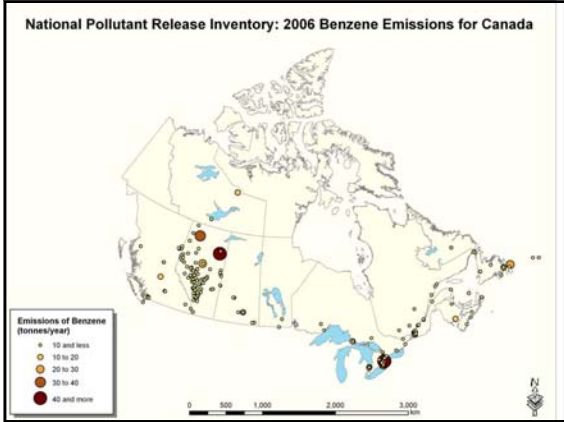 National Pollutant Release Inventory: 2006 Benzene Emissions for Canada
Emissions of Benzene
(tonnes/year)
10 and less
10 to 20
20 to 30
30 to 40
40 and more
0 500 1,000 2,000 3,000
km
N